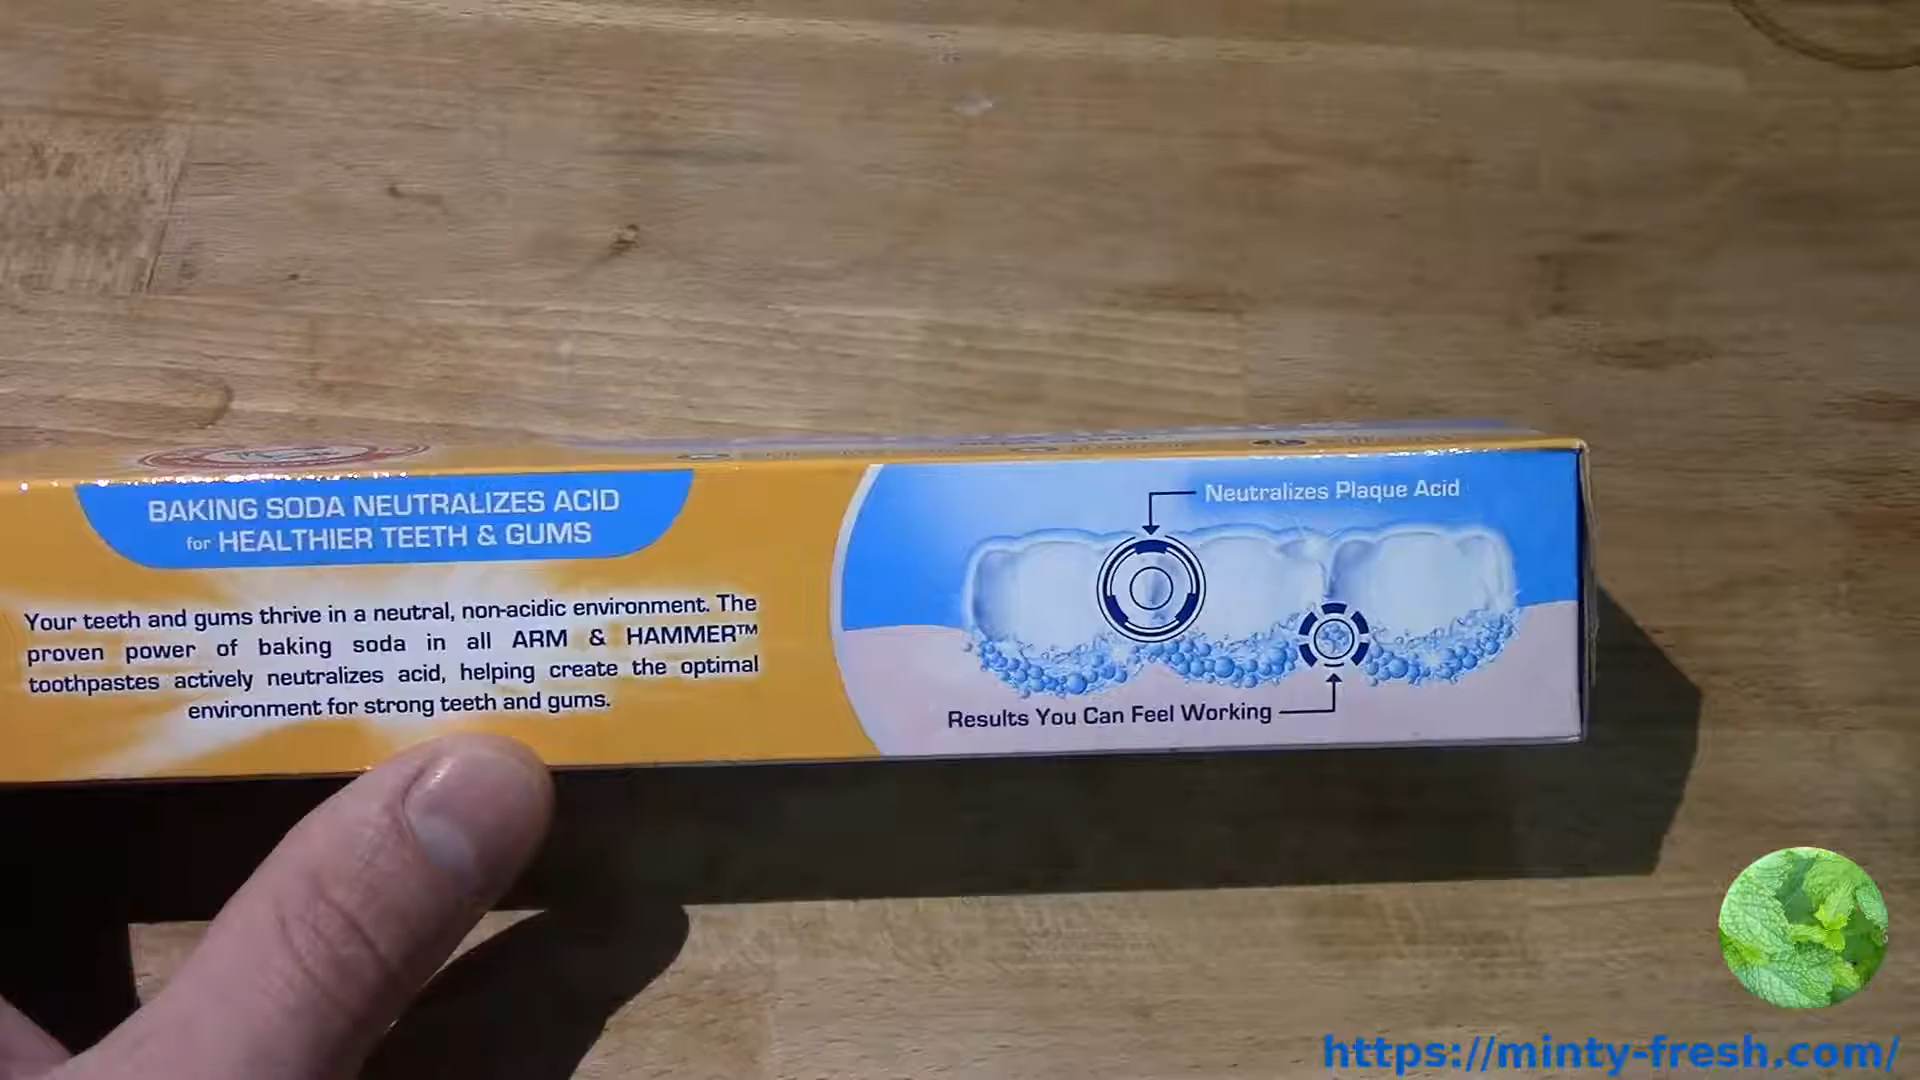 BAKING SODA NEUTRALIZES ACID
for HEALTHIER TEETH & GUMS
Your teeth and gums thrive in a neutral, non-acidic environment. The
proven power of baking soda in all ARM & HAMMER™
toothpastes actively neutralizes acid, helping create the optimal
environment for strong teeth and gums.
Neutralizes Plaque Acid
Results You Can Feel Working
https://minty-fresh.com/